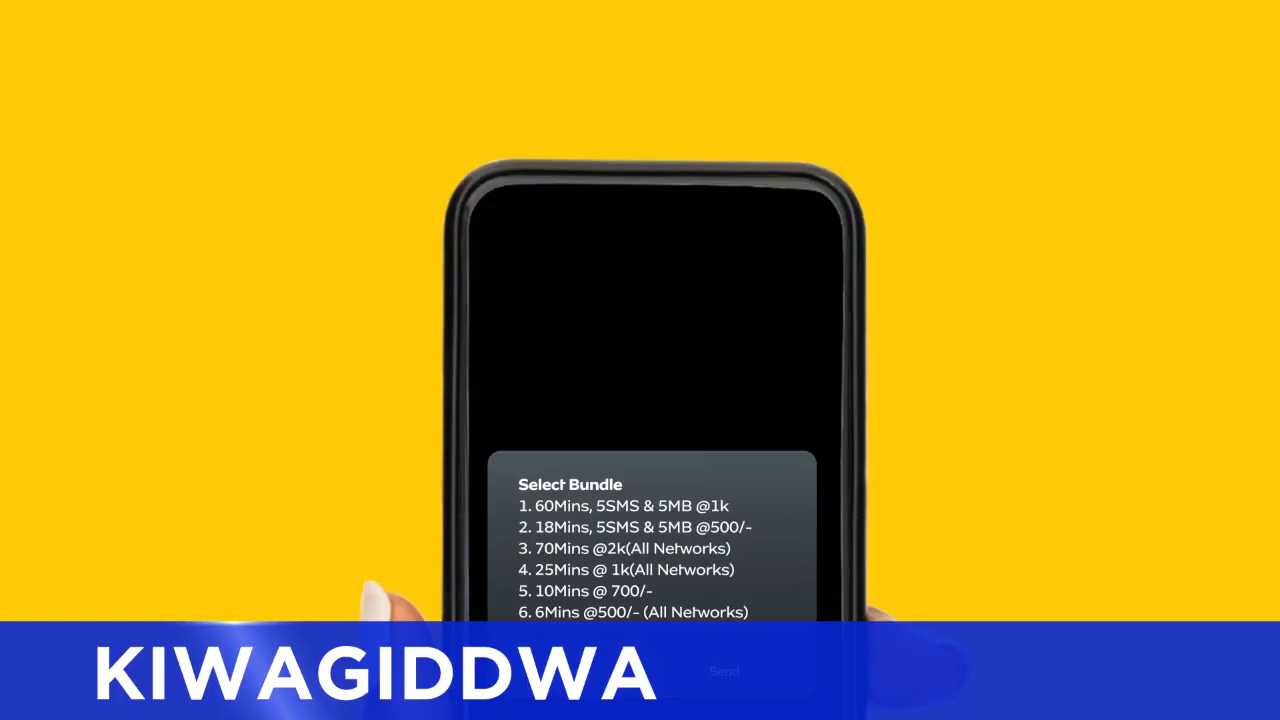 Select Bundle
1. 60Mins, 5SMS & 5MB @1k
2. 18Mins, 5SMS & 5MB @500/-
3. 70Mins @2k(All Networks)
4. 25Mins @ 1k(All Networks)
5. 10Mins @ 700/-
6. 6Mins @500/- (All Networks)
Send
KIWAGIDDWA